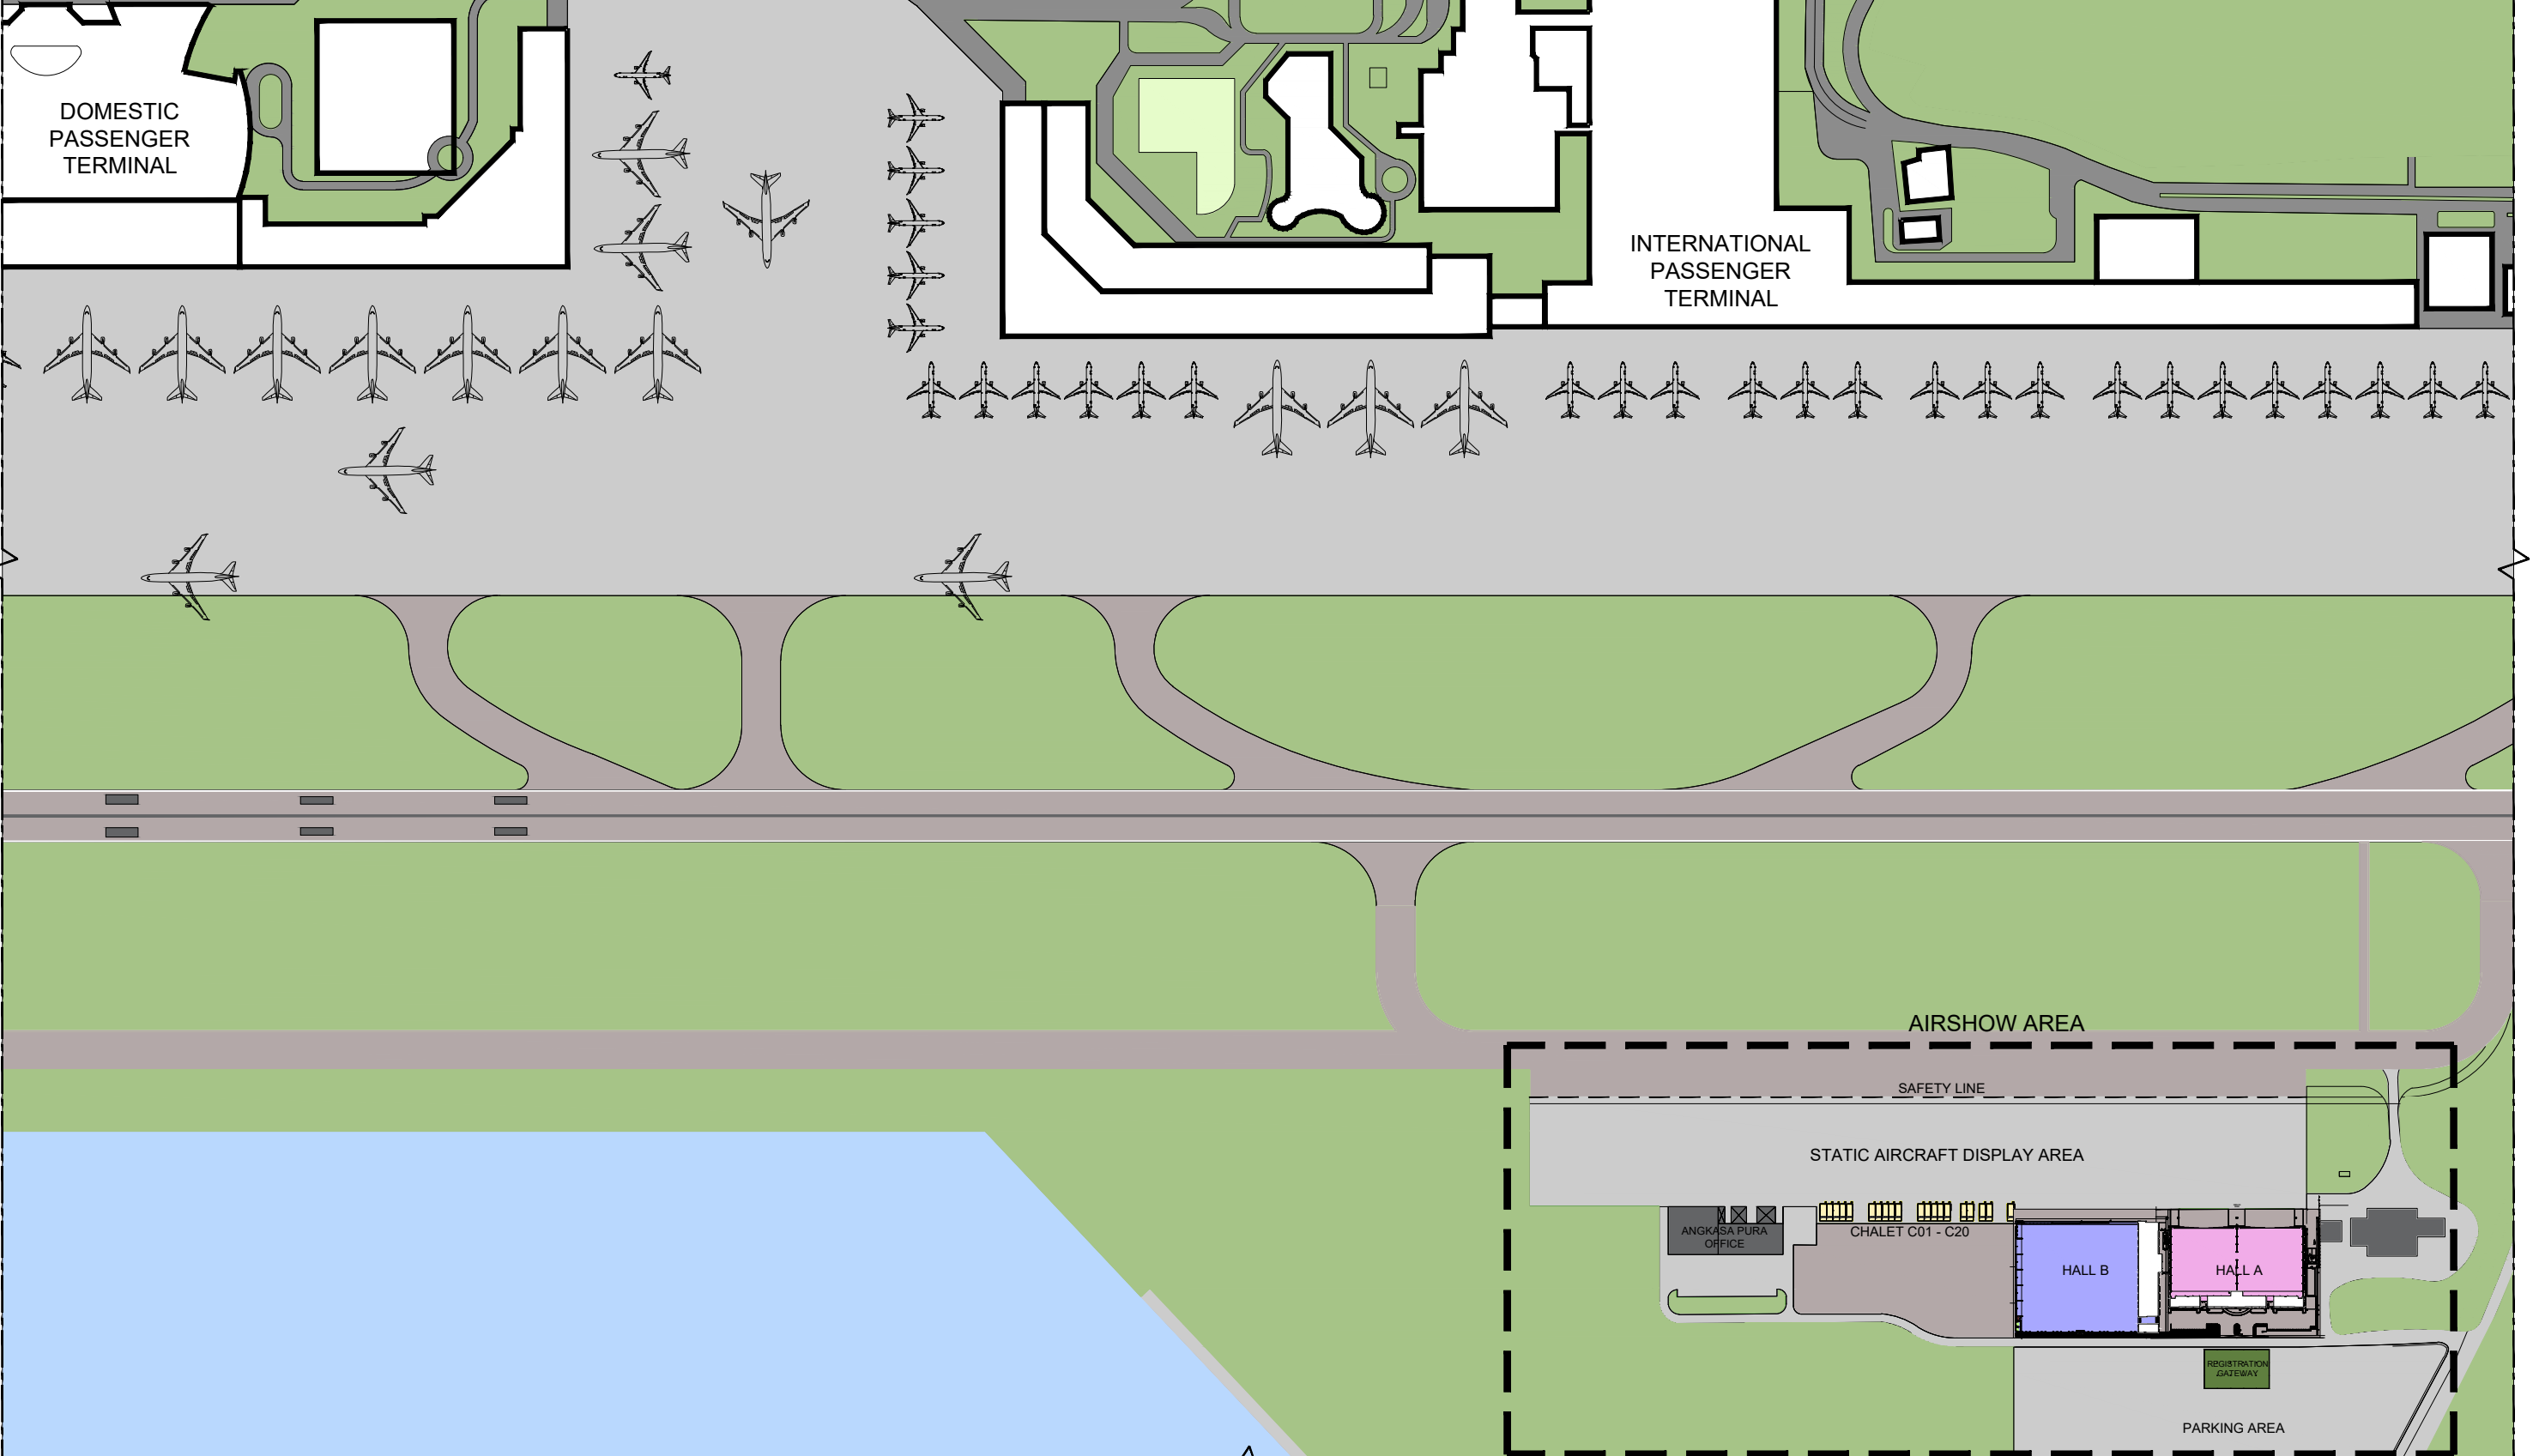 DOMESTIC
PASSENGER
TERMINAL
INTERNATIONAL
PASSENGER
TERMINAL
AIRSHOW AREA
SAFETY LINE
STATIC AIRCRAFT DISPLAY AREA
ANGKASA PURA
OFFICE
CHALET C01 - C20
HALL B
HALL A
REGISTRATION
GATEWAY
PARKING AREA